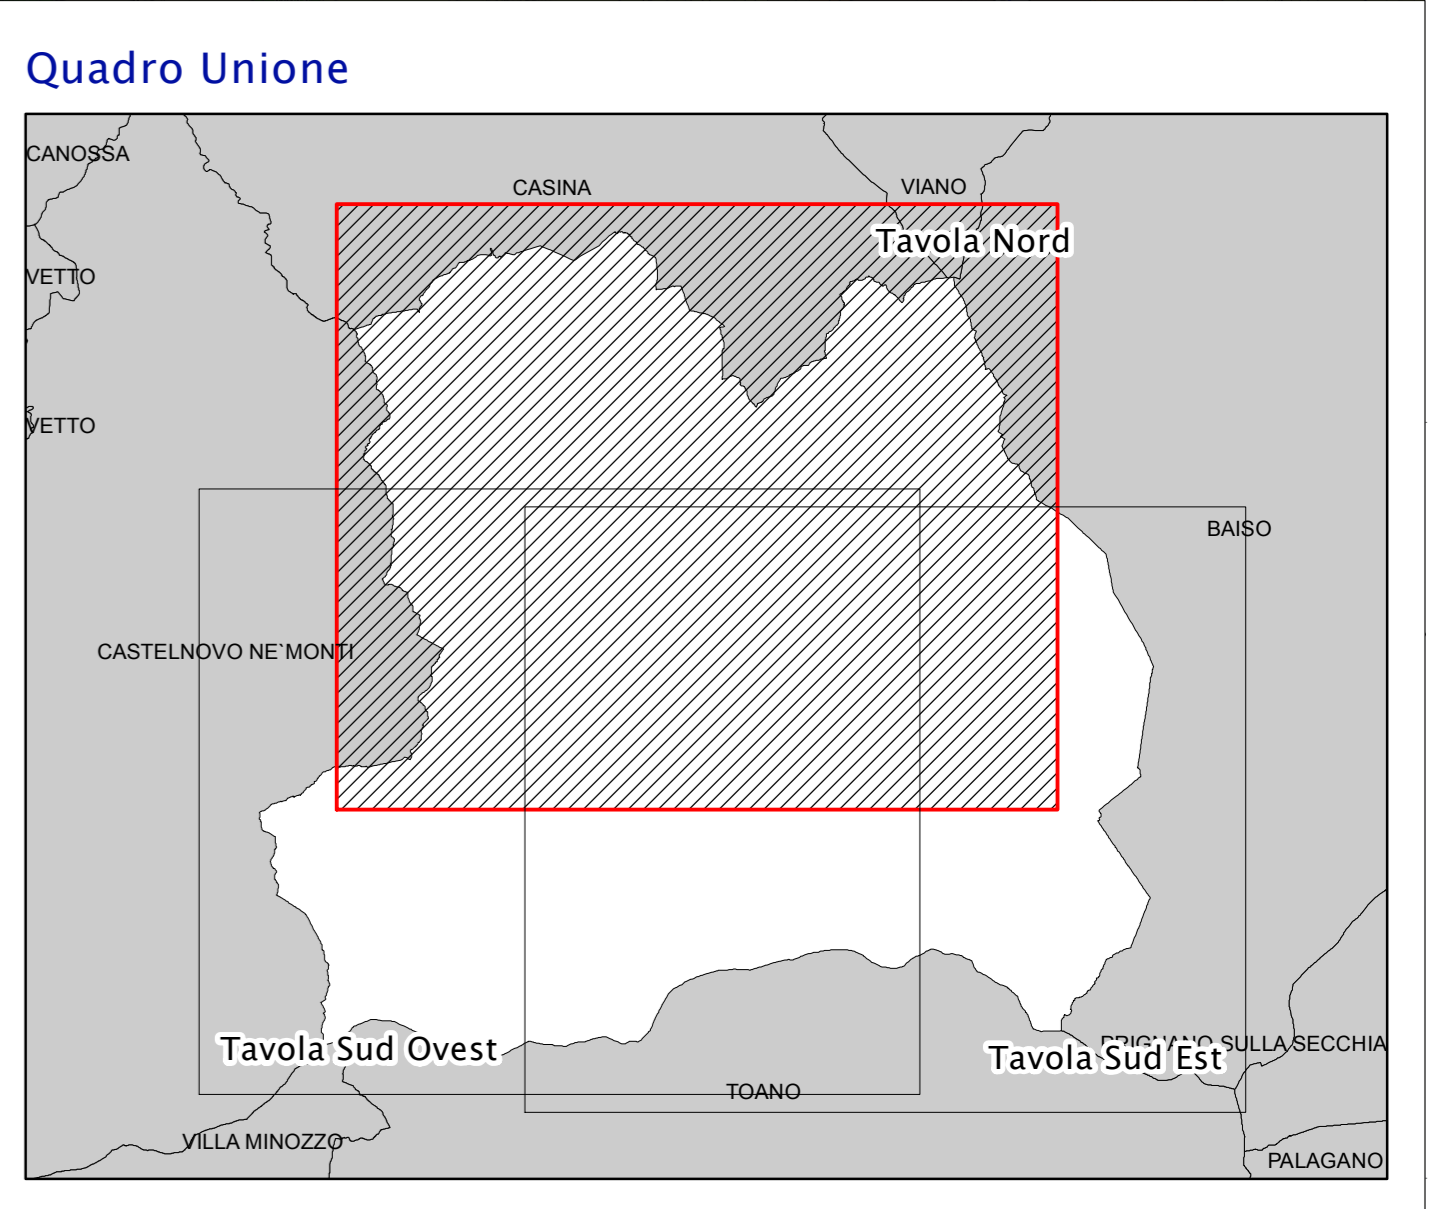 Quadro Unione
CANOSSA
CASINA
VIANO
Tavola Nord
VETTO
VETTO
BAISO
CASTELNOVO NE`MONTI
Tavola Sud Ovest
PRIGNANO SULLA SECCHIA
Tavola Sud Est
TOANO
VILLA MINOZZO
PALAGANO